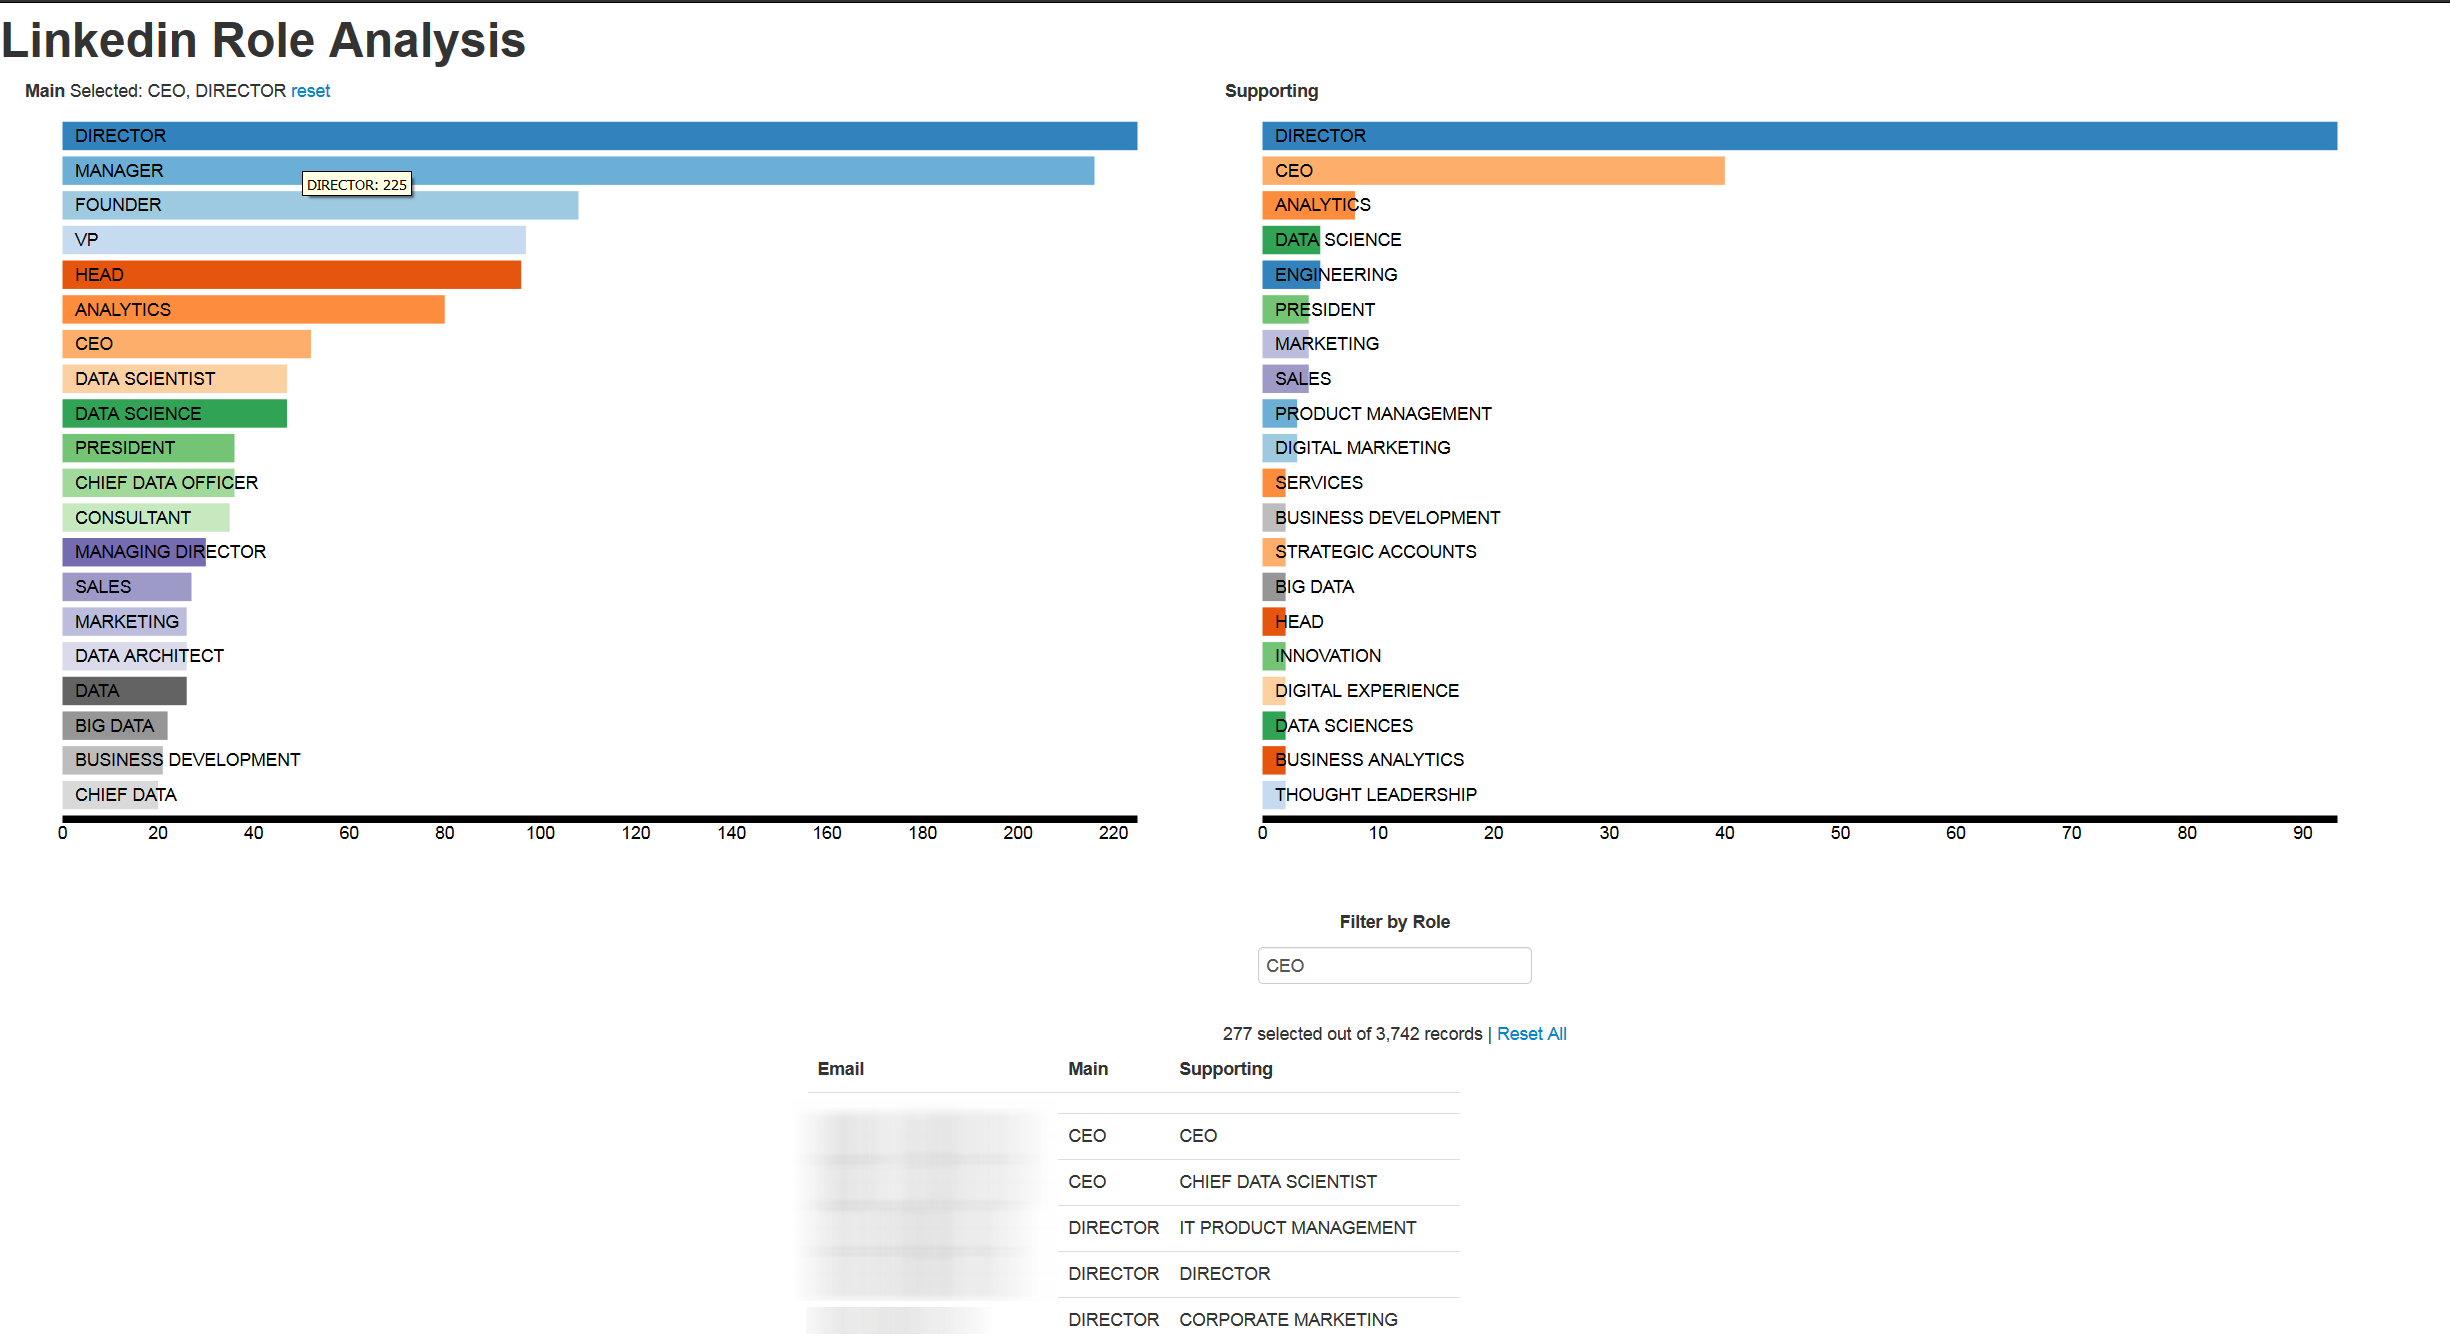 Linkedin Role Analysis
Main Selected: CEO, DIRECTOR reset
DIRECTOR
MANAGER
DIRECTOR: 225
FOUNDER
VP
HEAD
ANALYTICS
CEO
DATA SCIENTIST
DATA SCIENCE
PRESIDENT
CHIEF DATA OFFICER
CONSULTANT
MANAGING DIRECTOR
SALES
MARKETING
DATA ARCHITECT
DATA
BIG DATA
BUSINESS DEVELOPMENT
CHIEF DATA
0 20 40 60 80 100 120 140 160 180 200 220
Supporting
DIRECTOR
CEO
ANALYTICS
DATA SCIENCE
ENGINEERING
PRESIDENT
MARKETING
SALES
PRODUCT MANAGEMENT
DIGITAL MARKETING
SERVICES
BUSINESS DEVELOPMENT
STRATEGIC ACCOUNTS
BIG DATA
HEAD
INNOVATION
DIGITAL EXPERIENCE
DATA SCIENCES
BUSINESS ANALYTICS
THOUGHT LEADERSHIP
0 10 20 30 40 50 60 70 80 90
Filter by Role
CEO
277 selected out of 3,742 records | Reset All
Email Main Supporting
CEO CEO
CEO CHIEF DATA SCIENTIST
DIRECTOR IT PRODUCT MANAGEMENT
DIRECTOR DIRECTOR
DIRECTOR CORPORATE MARKETING